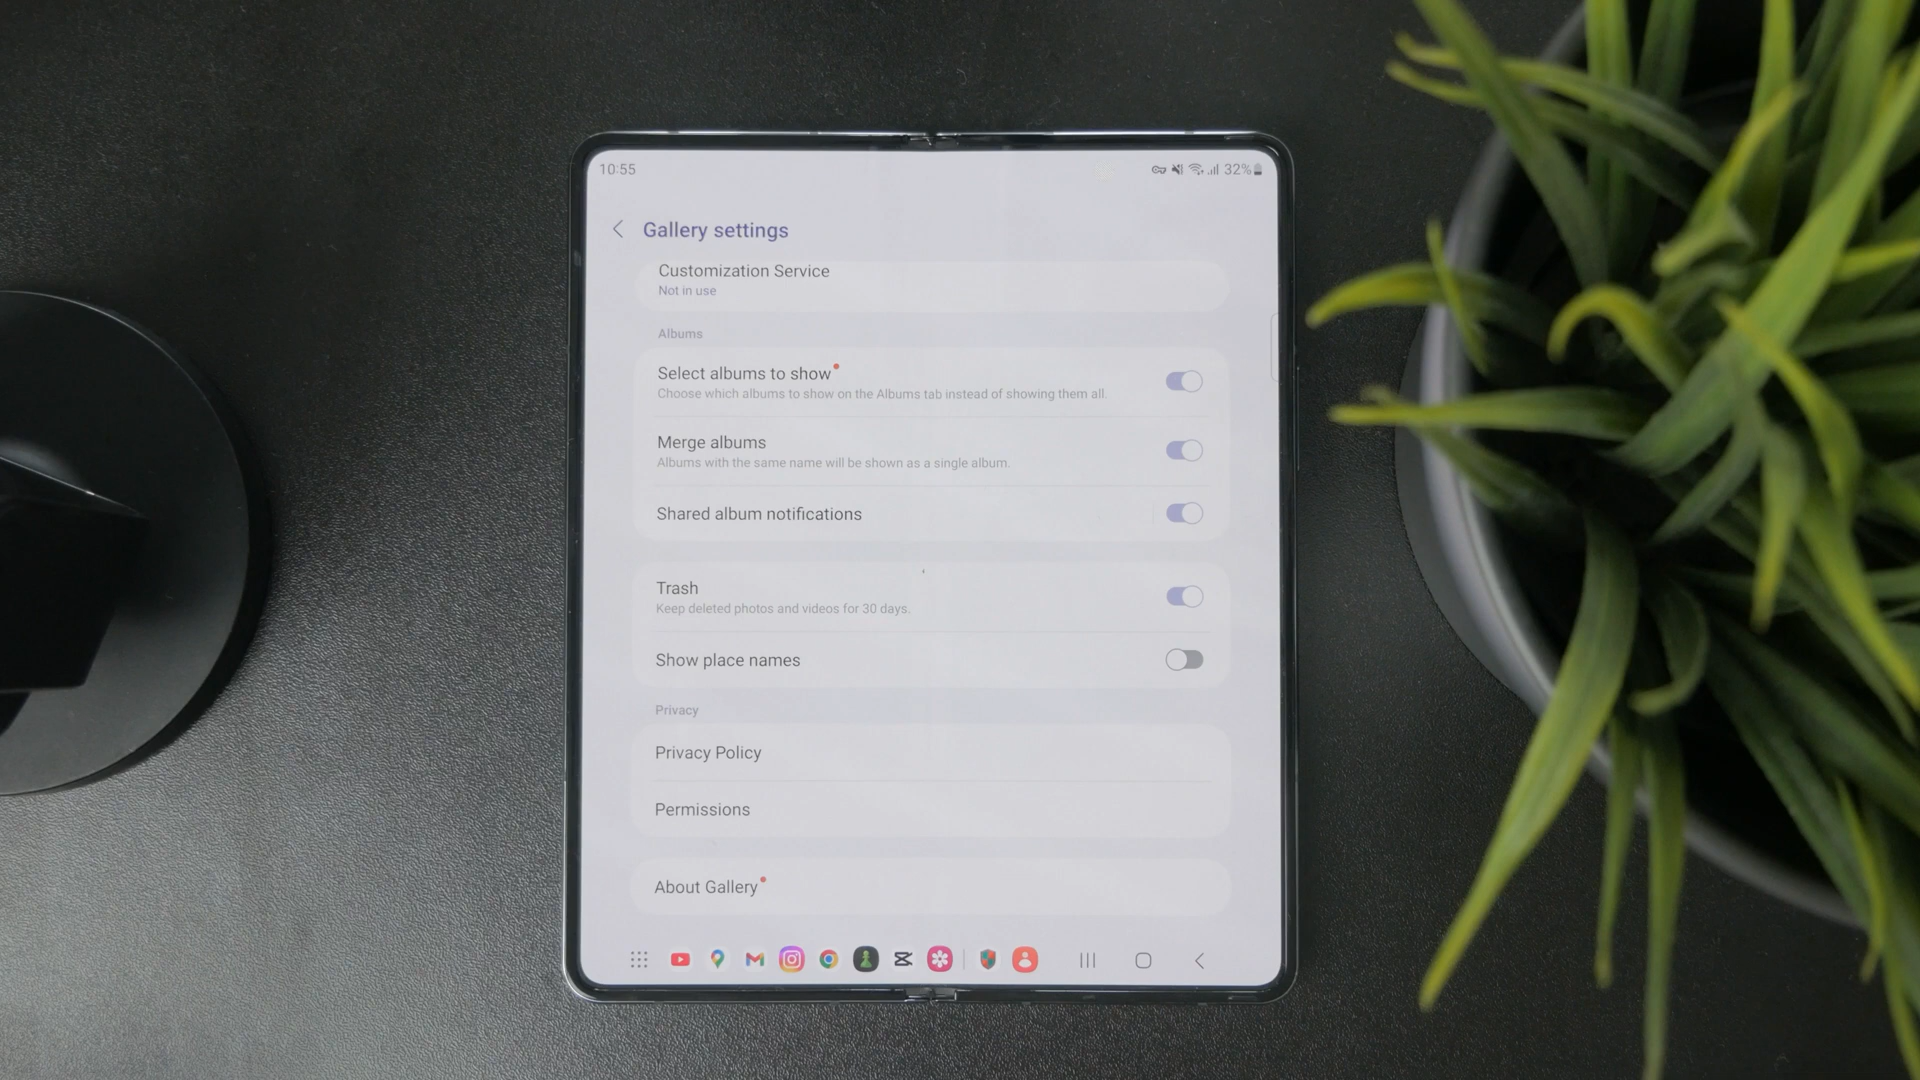 10:55
32%
Gallery settings
Customization Service
Not in use
Albums
Select albums to show
Choose which albums to show on the Albums tab instead of showing them all.
Merge albums
Albums with the same name will be shown as a single album.
Shared album notifications
Trash
Keep deleted photos and videos for 30 days.
Show place names
Privacy
Privacy Policy
Permissions
About Gallery